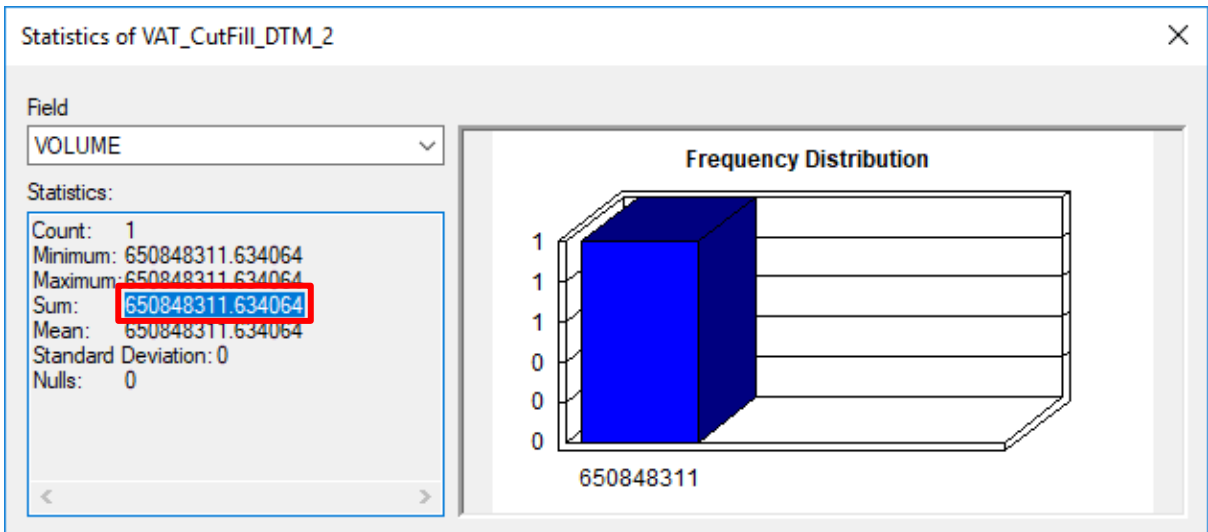 Statistics of VAT_CutFill_DTM_2
Field
VOLUME
Statistics:
Count: 1
Minimum: 650848311.634064
Maximum: 650848311.634064
Sum: 650848311.634064
Mean: 650848311.634064
Standard Deviation: 0
Nulls: 0
Frequency Distribution
1
1
1
0
0
0
650848311